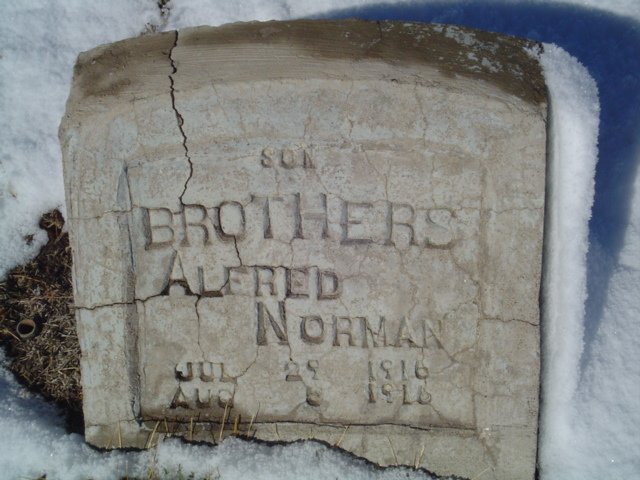 SON
BROTHERS
ALFRED
NORMAN
JUL 29 1916
AUG 8 1916